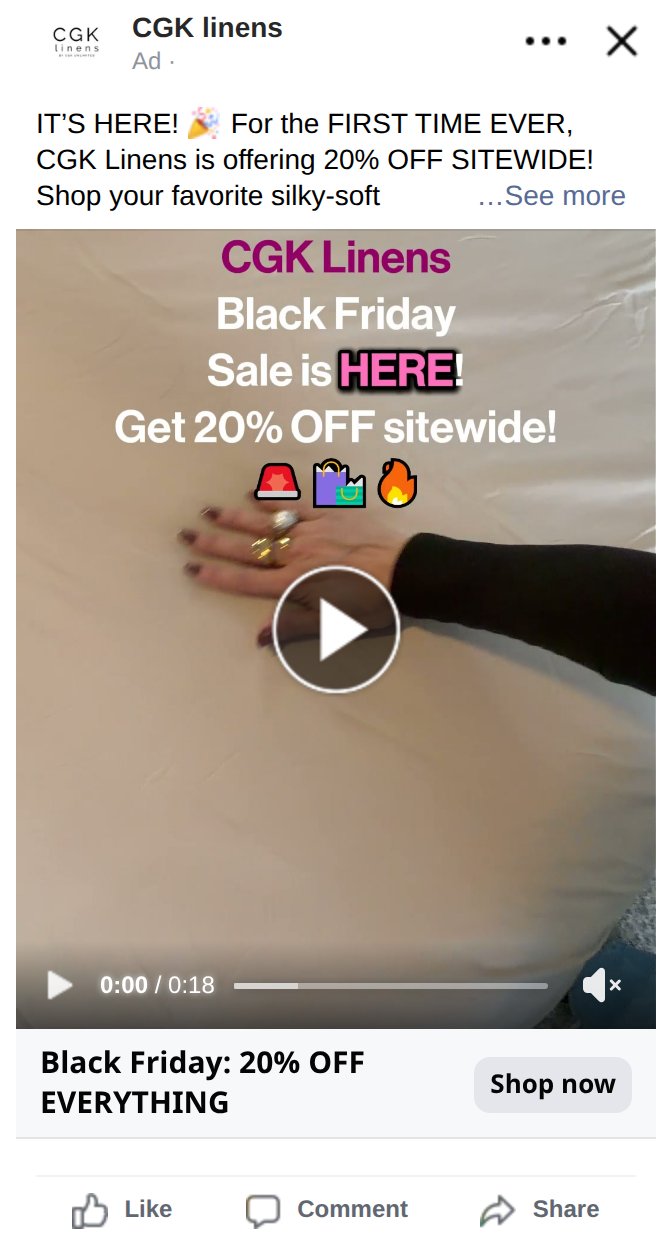 CGK linens
CGK
linens
Ad ·
IT’S HERE! 🎉 For the FIRST TIME EVER,
CGK Linens is offering 20% OFF SITEWIDE!
Shop your favorite silky-soft …See more
CGK Linens
Black Friday
Sale is HERE!
Get 20% OFF sitewide!
🚨🛍️🔥
0:00 / 0:18
Black Friday: 20% OFF
EVERYTHING
Shop now
Like Comment Share